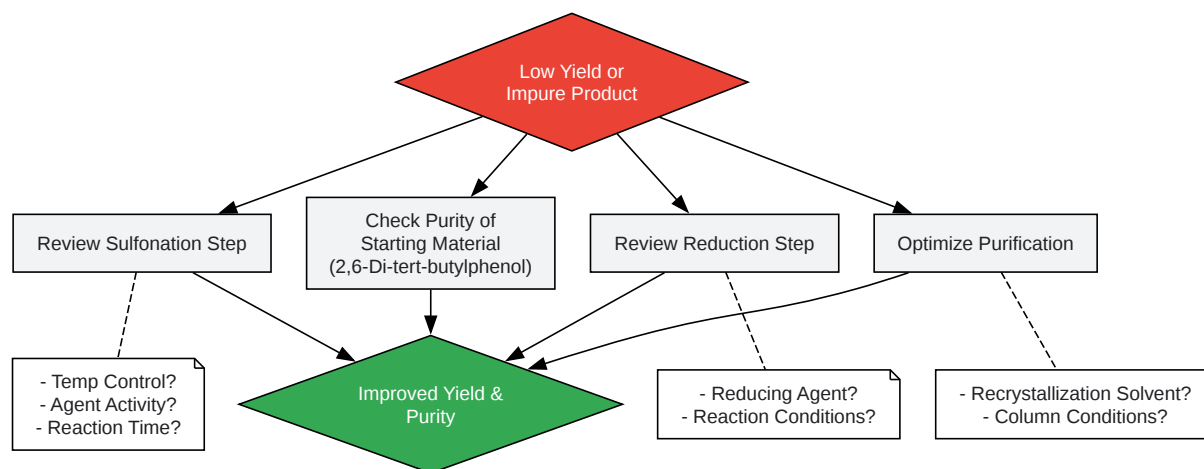 Low Yield or
Impure Product
Review Sulfonation Step
Check Purity of
Starting Material
(2,6-Di-tert-butylphenol)
Review Reduction Step
Optimize Purification
- Temp Control?
- Agent Activity?
- Reaction Time?
Improved Yield &
Purity
- Reducing Agent?
- Reaction Conditions?
- Recrystallization Solvent?
- Column Conditions?